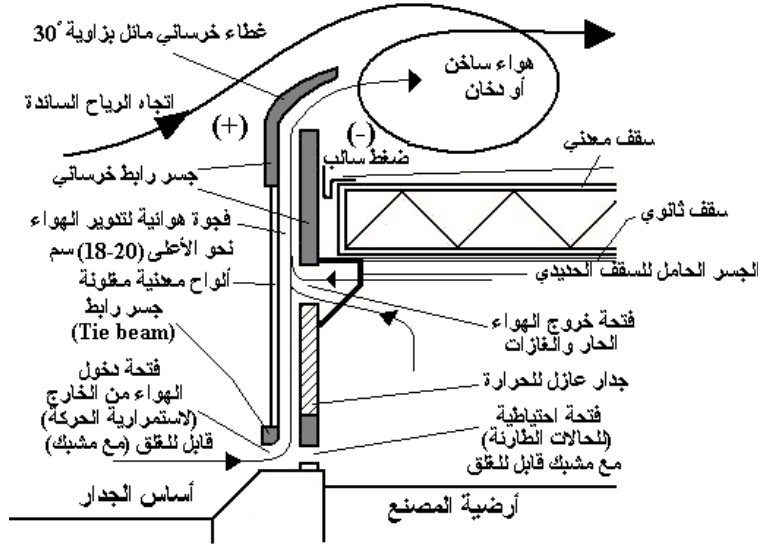 غطاء خرساني مائل بزاوية 30°
هواء ساخن
أو دخان
اتجاه الرياح السائدة
(+)
(-)
ضغط سالب
سقف معدني
جسر رابط خرساني
سقف ثانوي
فجوة هوائية لتدوير الهواء
نحو الأعلى (20-18) سم
الجسر الحامل للسقف الحديدي
ألواح معدنية مغلونة
جسر رابط
(Tie beam)
فتحة خروج الهواء
الحار والغازات
فتحة دخول
الهواء من الخارج
(لاستمرارية الحركة)
قابل للغلق (مع مشبك)
جدار عازل للحرارة
فتحة احتياطية
(للحالات الطارئة)
مع مشبك قابل للغلق
أساس الجدار
أرضية المصنع